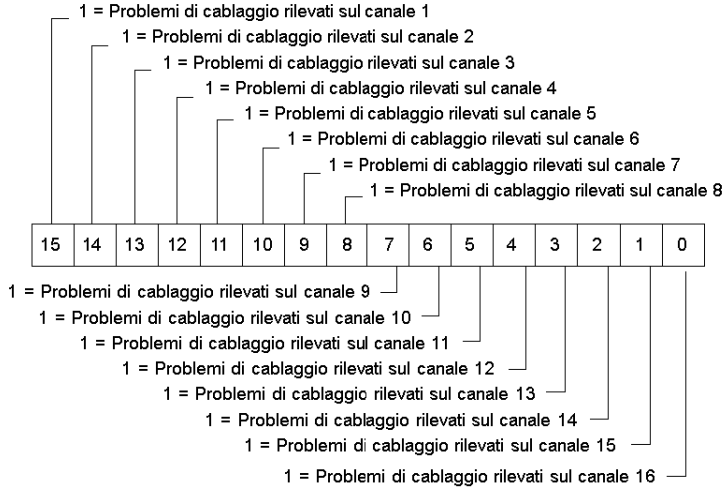 1 = Problemi di cablaggio rilevati sul canale 1
1 = Problemi di cablaggio rilevati sul canale 2
1 = Problemi di cablaggio rilevati sul canale 3
1 = Problemi di cablaggio rilevati sul canale 4
1 = Problemi di cablaggio rilevati sul canale 5
1 = Problemi di cablaggio rilevati sul canale 6
1 = Problemi di cablaggio rilevati sul canale 7
1 = Problemi di cablaggio rilevati sul canale 8
15 14 13 12 11 10 9 8 7 6 5 4 3 2 1 0
1 = Problemi di cablaggio rilevati sul canale 9
1 = Problemi di cablaggio rilevati sul canale 10
1 = Problemi di cablaggio rilevati sul canale 11
1 = Problemi di cablaggio rilevati sul canale 12
1 = Problemi di cablaggio rilevati sul canale 13
1 = Problemi di cablaggio rilevati sul canale 14
1 = Problemi di cablaggio rilevati sul canale 15
1 = Problemi di cablaggio rilevati sul canale 16